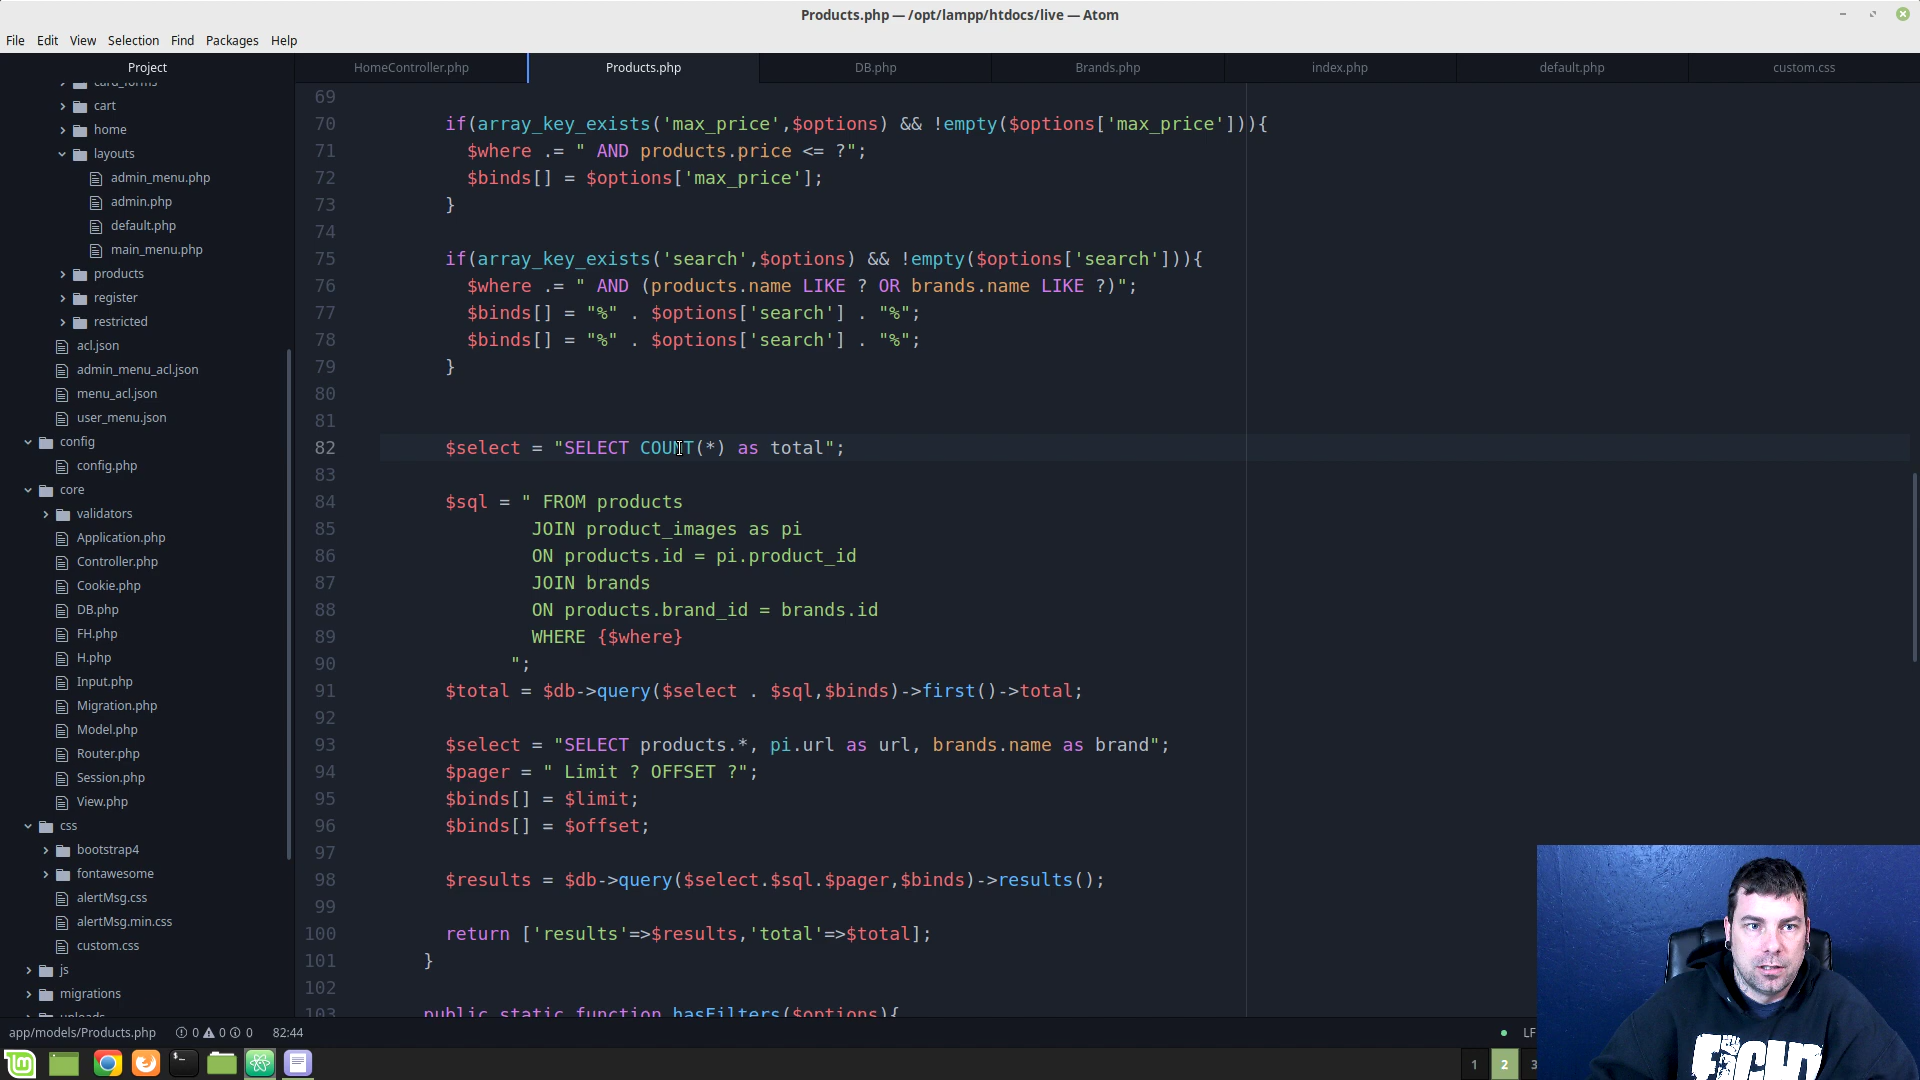 Products.php — /opt/lampp/htdocs/live — Atom
File Edit View Selection Find Packages Help
Project
HomeController.php Products.php DB.php Brands.php index.php default.php custom.css
card_forms
cart
home
layouts
admin_menu.php
admin.php
default.php
main_menu.php
products
register
restricted
acl.json
admin_menu_acl.json
menu_acl.json
user_menu.json
config
config.php
core
validators
Application.php
Controller.php
Cookie.php
DB.php
FH.php
H.php
Input.php
Migration.php
Model.php
Router.php
Session.php
View.php
css
bootstrap4
fontawesome
alertMsg.css
alertMsg.min.css
custom.css
js
migrations
uploads
69
70 if(array_key_exists('max_price',$options) && !empty($options['max_price'])){
71 $where .= " AND products.price <= ?";
72 $binds[] = $options['max_price'];
73 }
74
75 if(array_key_exists('search',$options) && !empty($options['search'])){
76 $where .= " AND (products.name LIKE ? OR brands.name LIKE ?)";
77 $binds[] = "%" . $options['search'] . "%";
78 $binds[] = "%" . $options['search'] . "%";
79 }
80
81
82 $select = "SELECT COUNT(*) as total";
83
84 $sql = " FROM products
85 JOIN product_images as pi
86 ON products.id = pi.product_id
87 JOIN brands
88 ON products.brand_id = brands.id
89 WHERE {$where}
90 ";
91 $total = $db->query($select . $sql,$binds)->first()->total;
92
93 $select = "SELECT products.*, pi.url as url, brands.name as brand";
94 $pager = " Limit ? OFFSET ?";
95 $binds[] = $limit;
96 $binds[] = $offset;
97
98 $results = $db->query($select.$sql.$pager,$binds)->results();
99
100 return ['results'=>$results,'total'=>$total];
101 }
102
103 public static function hasFilters($options){
app/models/Products.php 0 0 0 82:44 LF
1 2 3